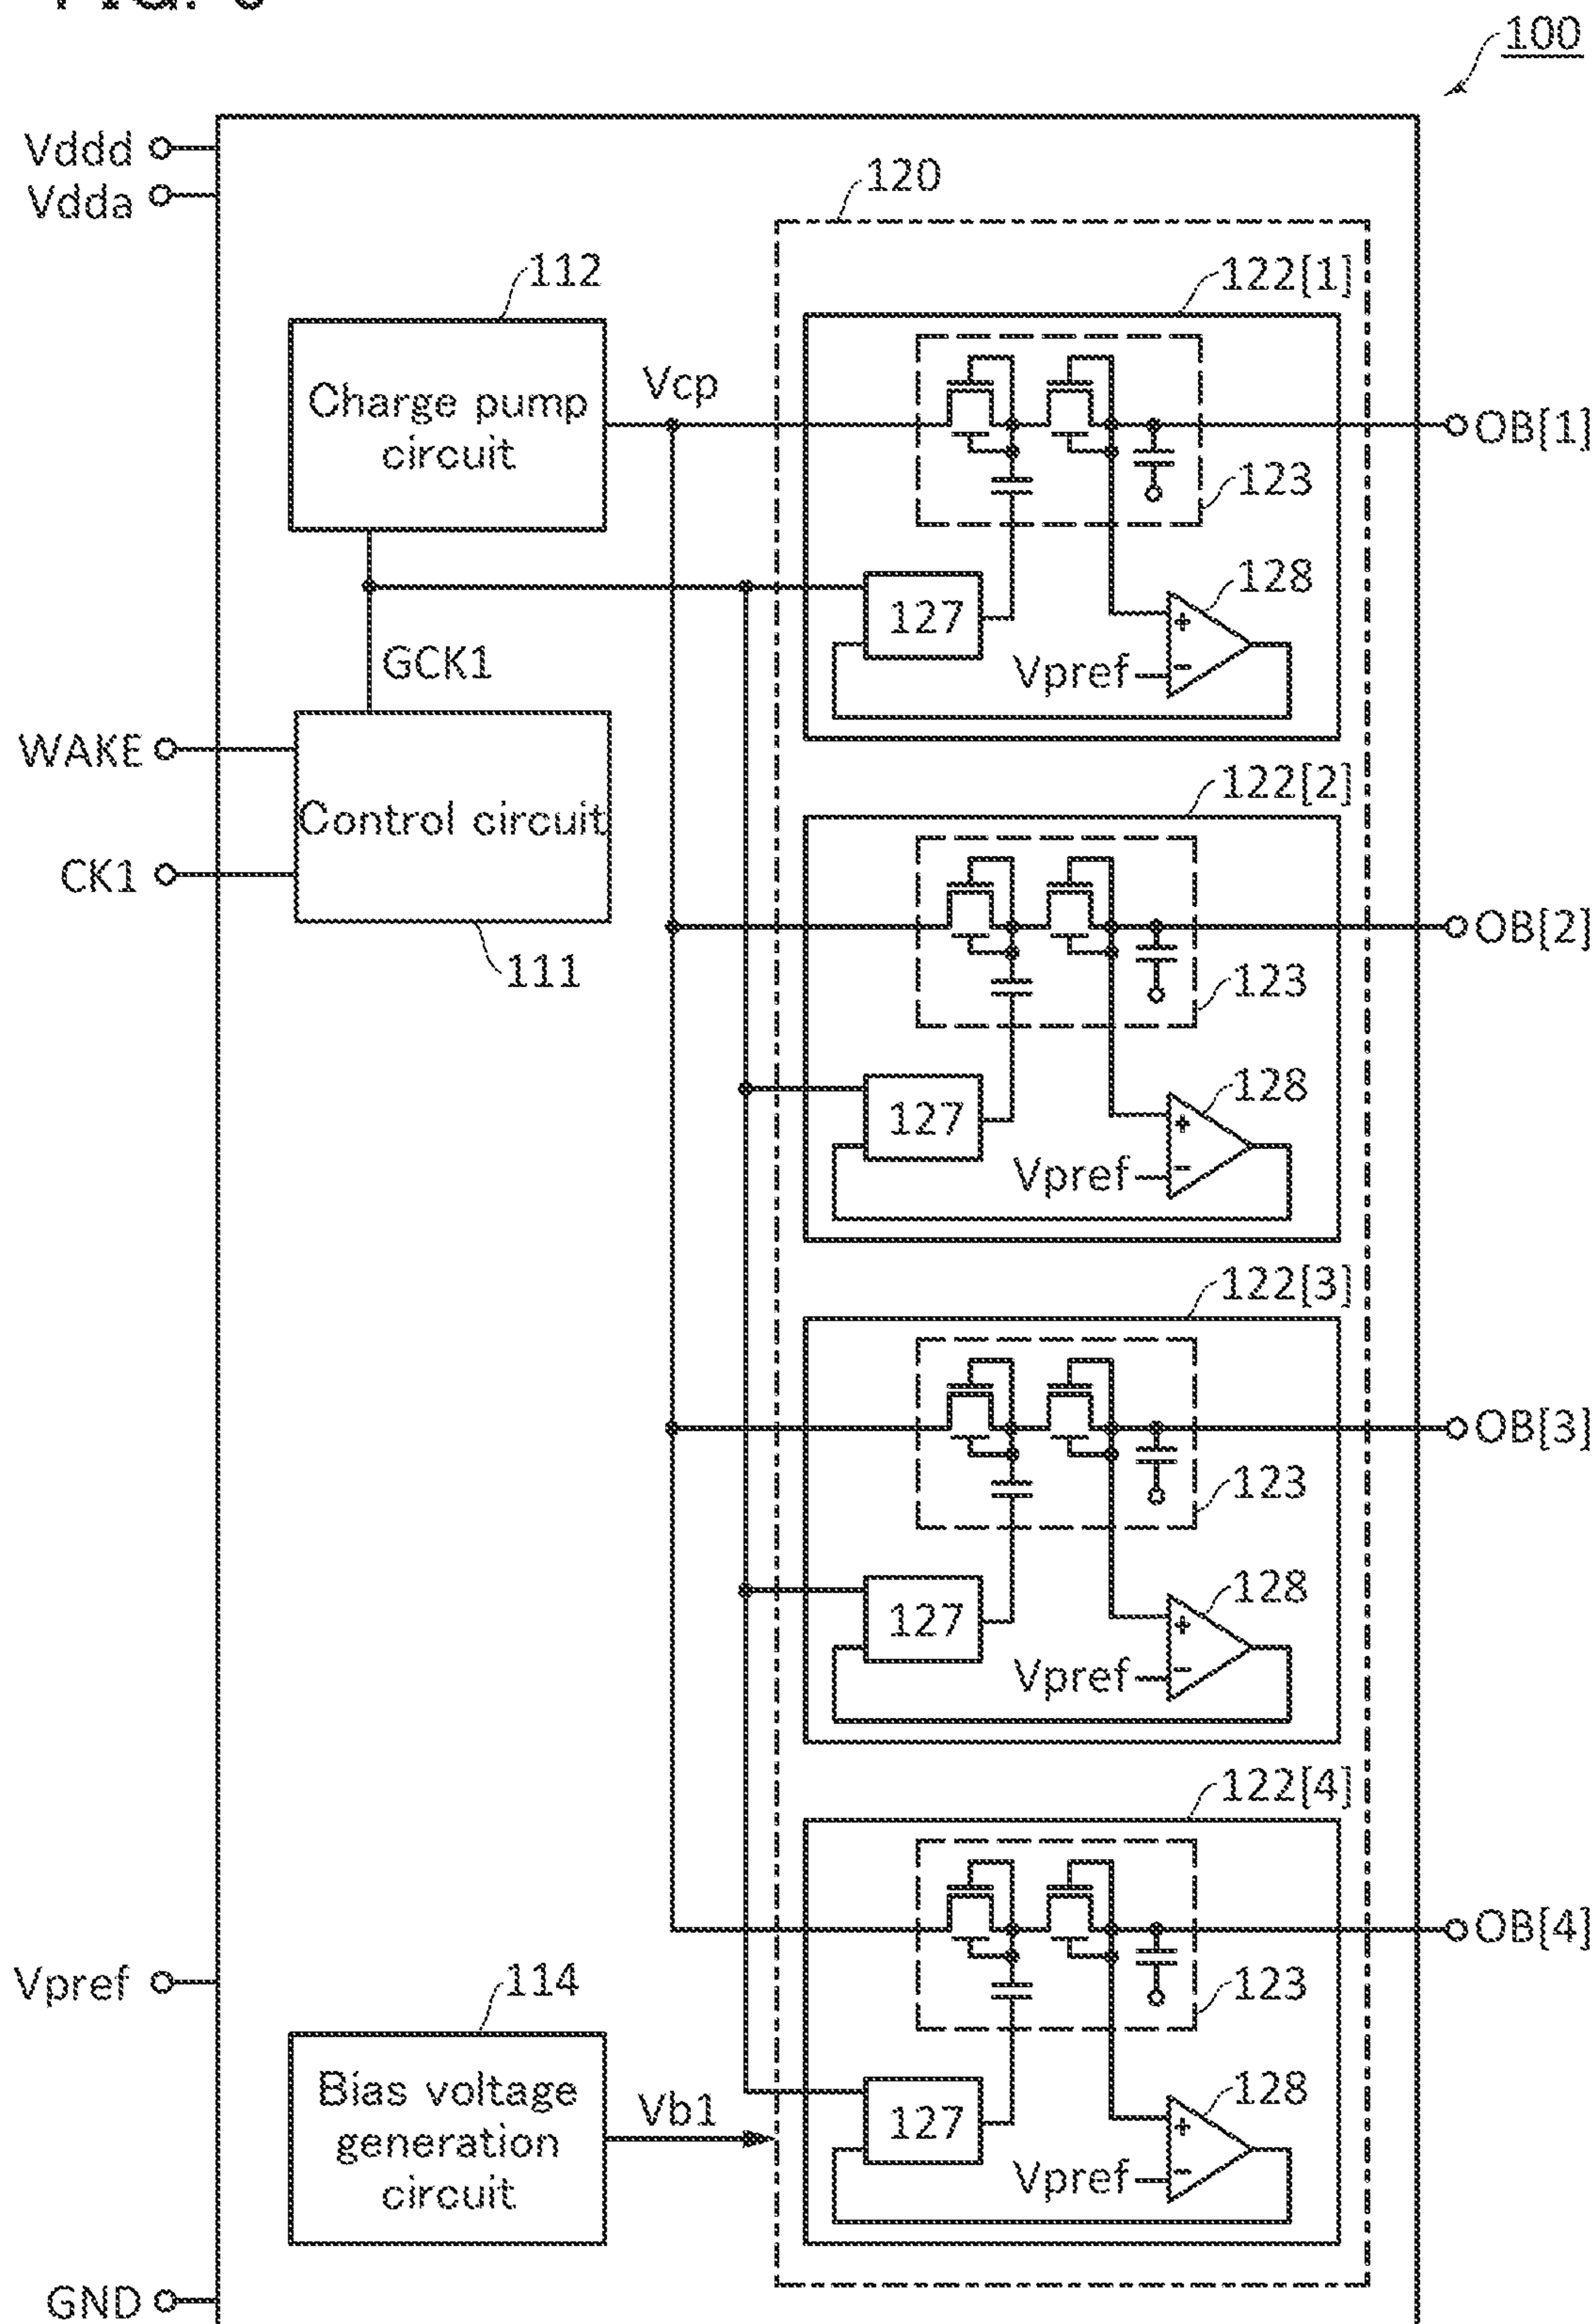 100
Vddd
Vdda
120
112
122[1]
Charge pump
circuit
Vcp
OB[1]
123
127
128
Vpref
+
-
GCK1
WAKE
Control circuit
CK1
111
122[2]
OB[2]
123
127
128
Vpref
+
-
122[3]
OB[3]
123
127
128
Vpref
+
-
122[4]
OB[4]
123
127
128
Vpref
+
-
Vpref
114
Bias voltage
generation
circuit
Vb1
GND